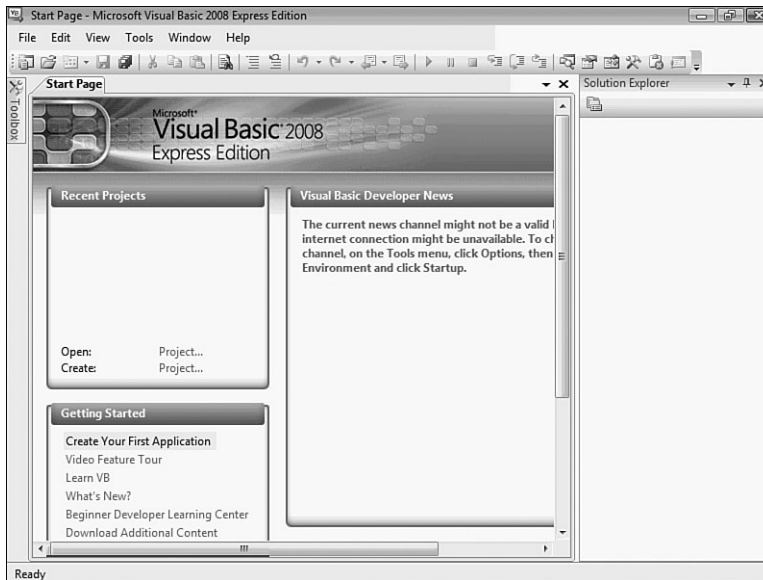 Start Page - Microsoft Visual Basic 2008 Express Edition
File Edit View Tools Window Help
Toolbox
Start Page
Solution Explorer
Microsoft®
Visual Basic® 2008
Express Edition
Recent Projects
Open: Project...
Create: Project...
Getting Started
Create Your First Application
Video Feature Tour
Learn VB
What's New?
Beginner Developer Learning Center
Download Additional Content
Visual Basic Developer News
The current news channel might not be a valid
internet connection might be unavailable. To ch
channel, on the Tools menu, click Options, then
Environment and click Startup.
Ready